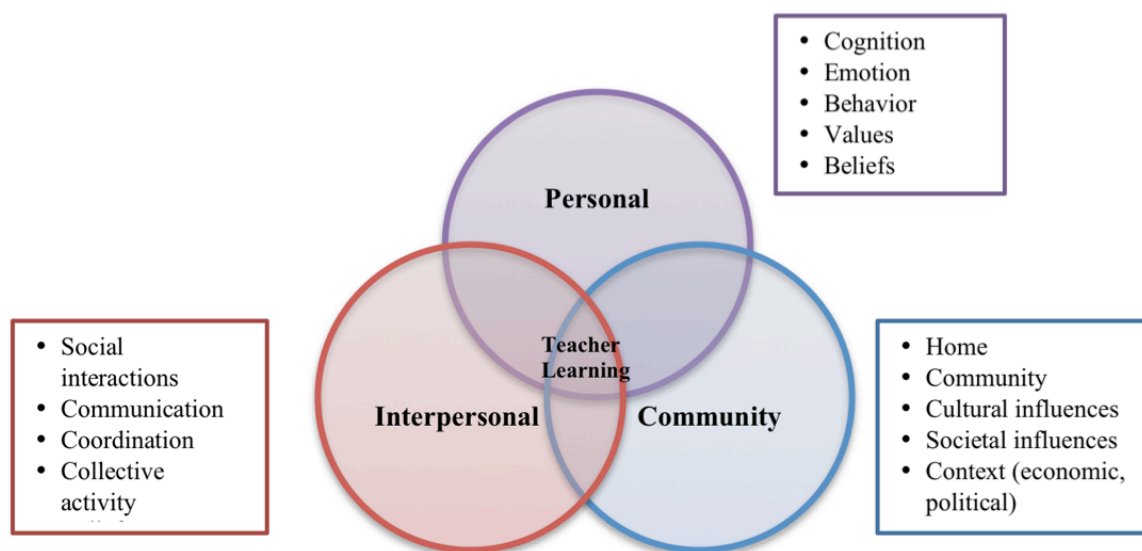 • Cognition
• Emotion
• Behavior
• Values
• Beliefs
Personal
Teacher
Learning
Interpersonal
Community
• Social
interactions
• Communication
• Coordination
• Collective
activity
• Home
• Community
• Cultural influences
• Societal influences
• Context (economic,
political)